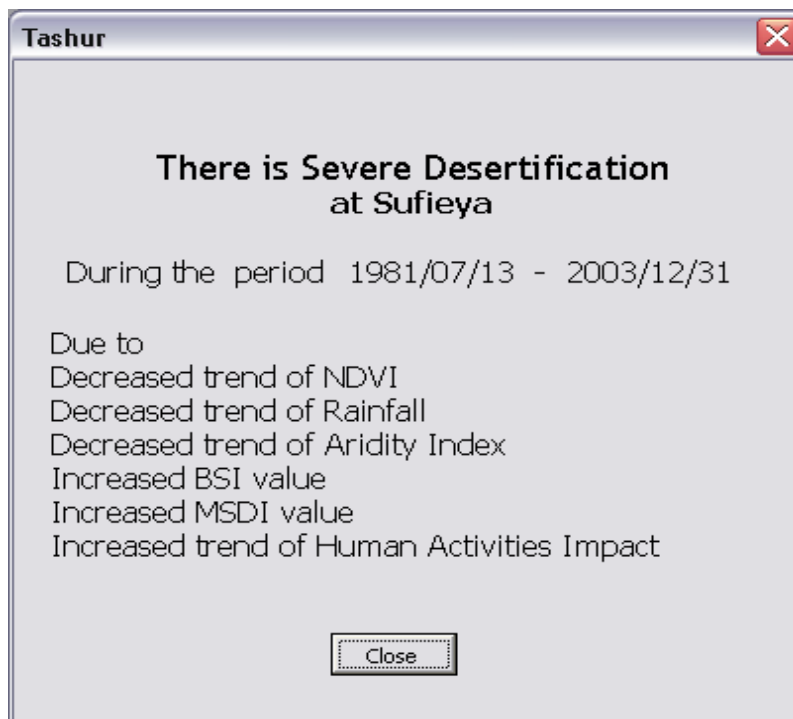 Tashur
There is Severe Desertification
at Sufieya
During the period 1981/07/13 - 2003/12/31
Due to
Decreased trend of NDVI
Decreased trend of Rainfall
Decreased trend of Aridity Index
Increased BSI value
Increased MSDI value
Increased trend of Human Activities Impact
Close